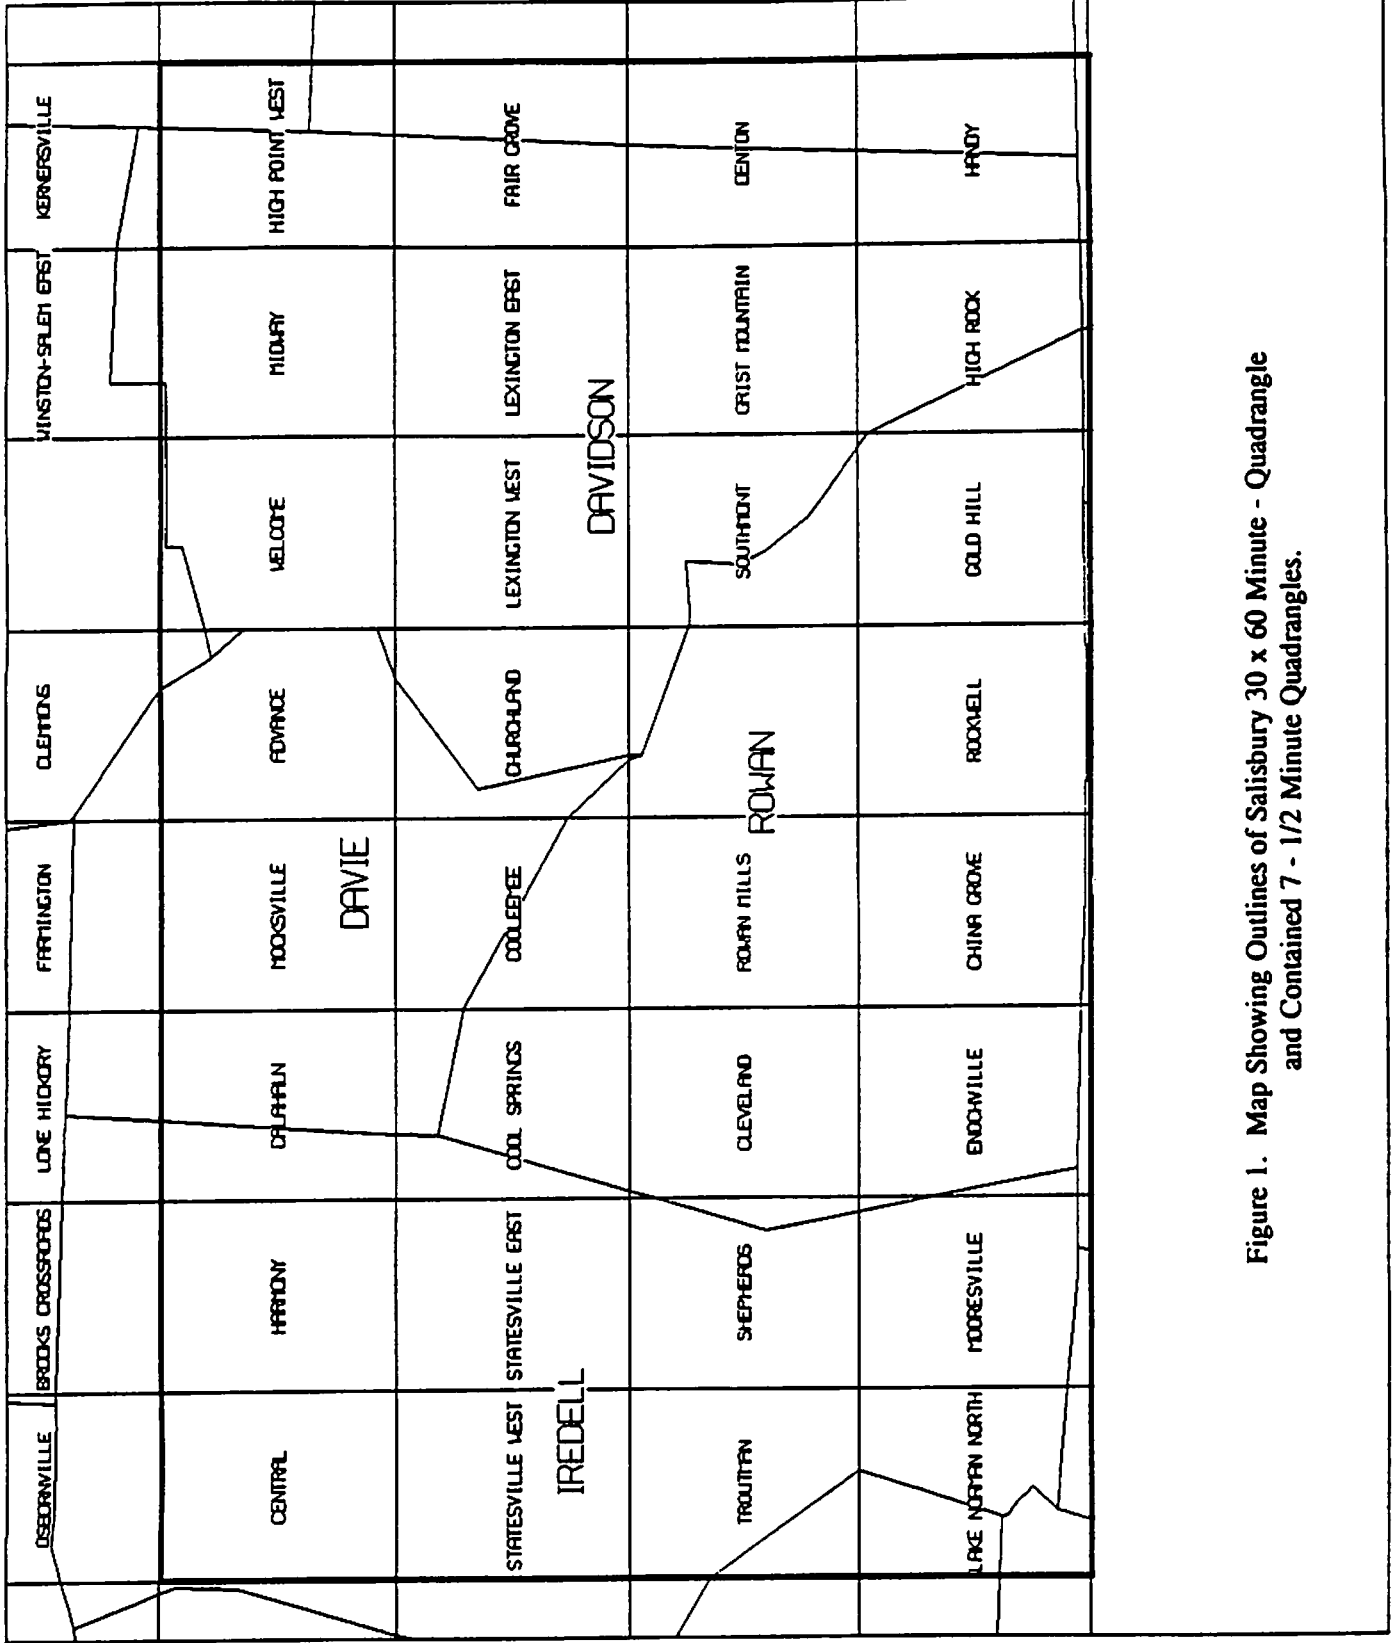 OSBORNVILLE BROOKS CROSSROADS LONE HICKORY FARMINGTON CLEMMONS WINSTON-SALEM EAST KERNERSVILLE
CENTRAL HARMONY CALAHALN MOCKSVILLE ADVANCE WELCOME MIDWAY HIGH POINT WEST
DAVIE
STATESVILLE WEST STATESVILLE EAST COOL SPRINGS COOLEEMEE CHURCHLAND LEXINGTON WEST LEXINGTON EAST FAIR GROVE
IREDELL
DAVIDSON
TROUTMAN SHEPHERDS CLEVELAND ROWAN MILLS SOUTHMONT GRIST MOUNTAIN DENTON
ROWAN
LAKE NORMAN NORTH MOORESVILLE ENOCHVILLE CHINA GROVE ROCKWELL GOLD HILL HIGH ROCK HANDY
Figure 1. Map Showing Outlines of Salisbury 30 x 60 Minute - Quadrangle
and Contained 7 - 1/2 Minute Quadrangles.